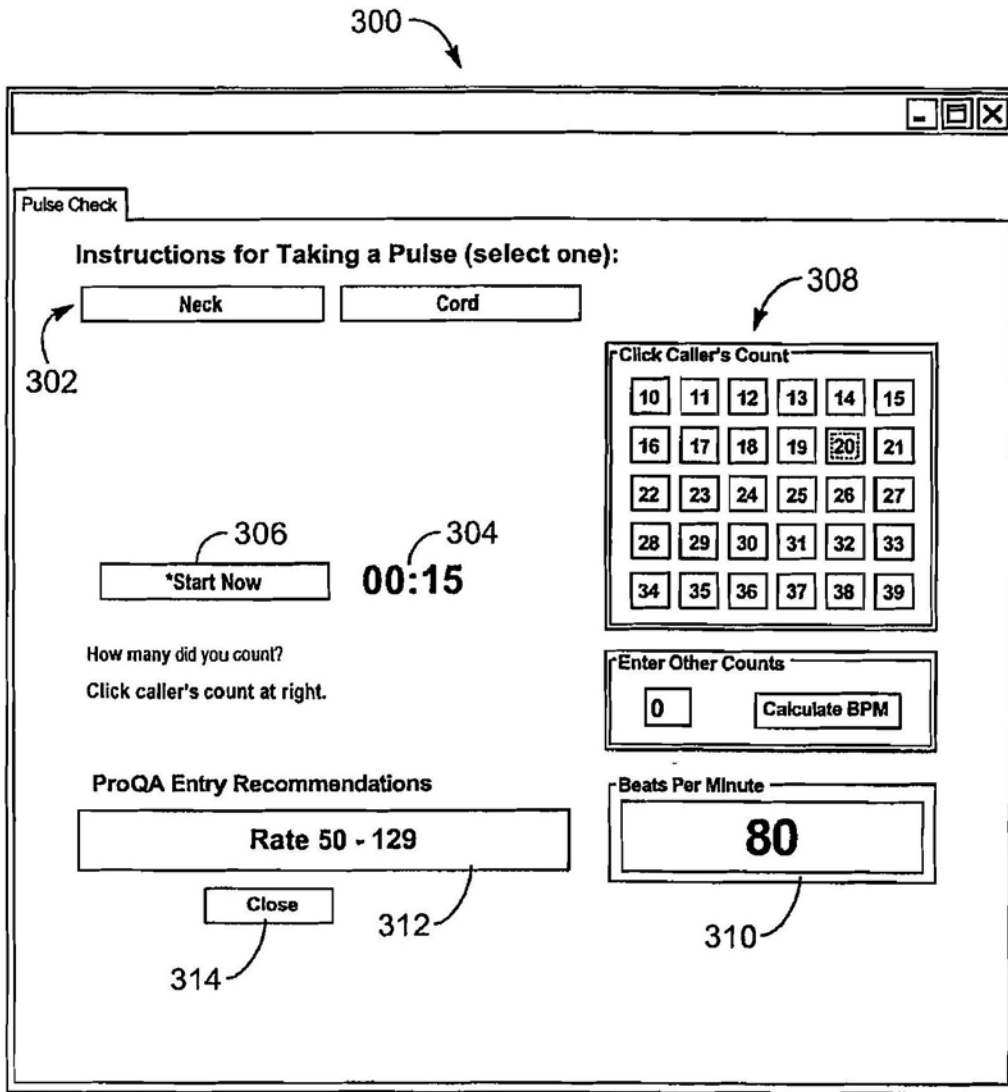 300
Pulse Check
Instructions for Taking a Pulse (select one):
Neck
Cord
302
308
Click Caller's Count
10 11 12 13 14 15
16 17 18 19 20 21
22 23 24 25 26 27
28 29 30 31 32 33
34 35 36 37 38 39
306
304
*Start Now
00:15
How many did you count?
Click caller's count at right.
Enter Other Counts
0
Calculate BPM
ProQA Entry Recommendations
Rate 50 - 129
Beats Per Minute
80
Close
312
310
314